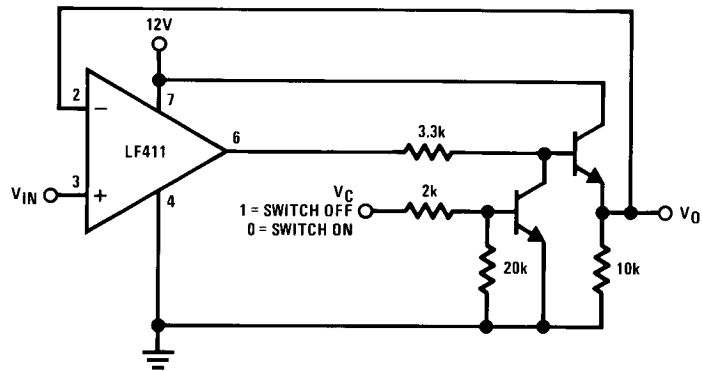 12V
2
7
−
LF411
6
3.3k
V_IN
3
+
4
V_C
1 = SWITCH OFF
0 = SWITCH ON
2k
V_O
20k
10k